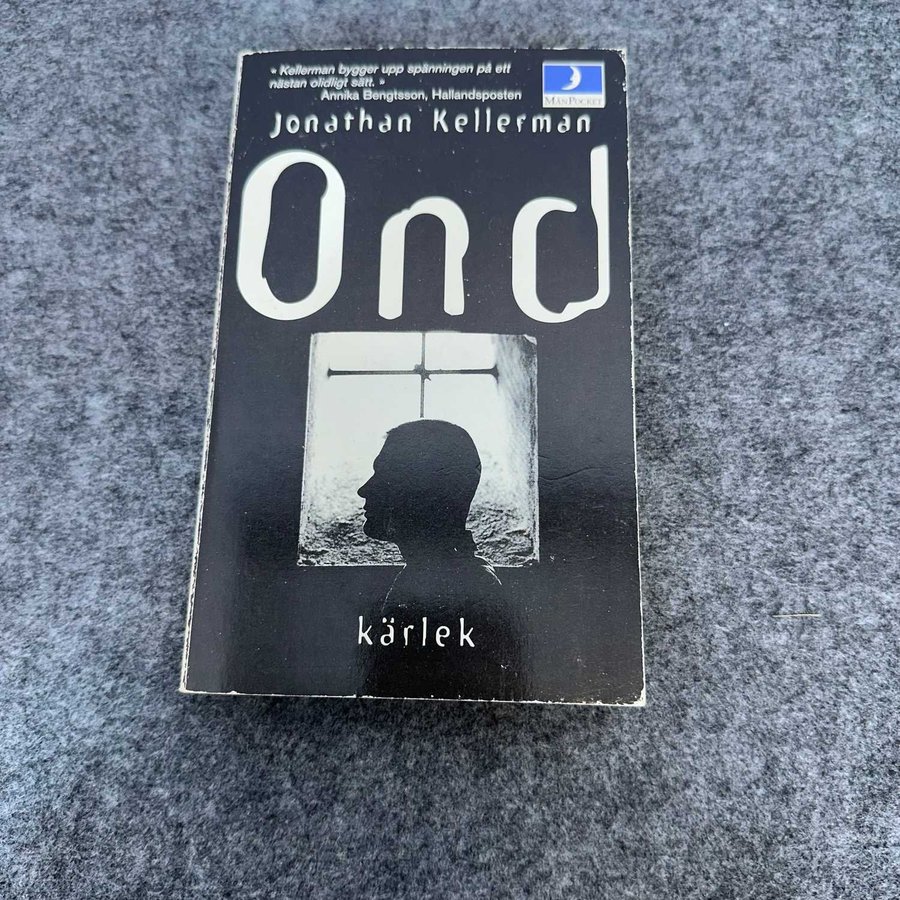 « Kellerman bygger upp spänningen på ett
nästan olidligt sätt. »
Annika Bengtsson, Hallandsposten
MÅNPOCKET
Jonathan Kellerman
Ond
kärlek